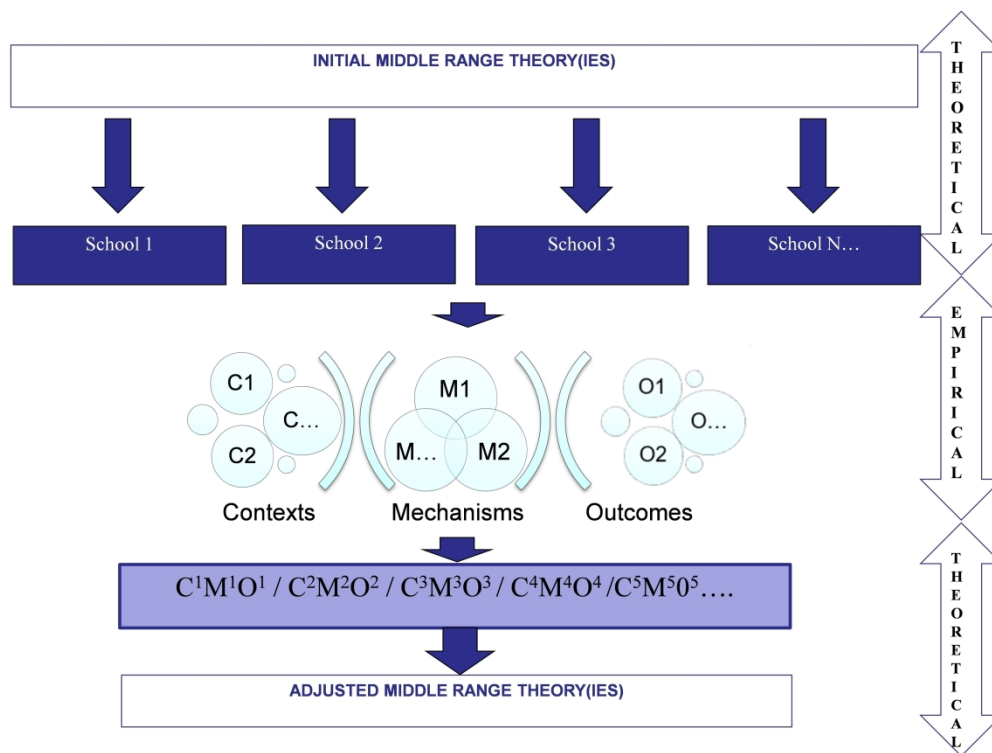 INITIAL MIDDLE RANGE THEORY(IES)
THEORETICAL
School 1
School 2
School 3
School N…
EMPIRICAL
C1
C...
C2
M1
M...
M2
O1
O...
O2
Contexts
Mechanisms
Outcomes
THEORETICAL
C¹M¹O¹ / C²M²O² / C³M³O³ / C⁴M⁴O⁴ /C⁵M⁵0⁵….
ADJUSTED MIDDLE RANGE THEORY(IES)